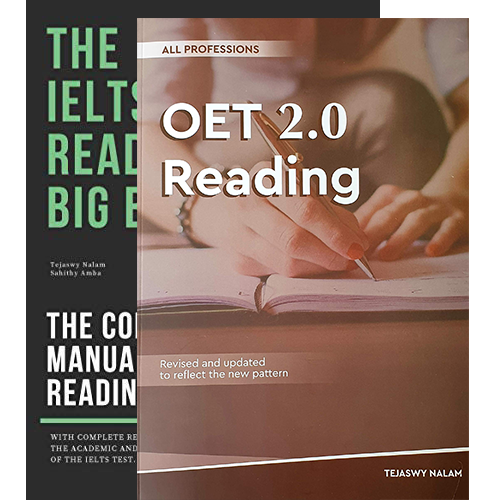 THE
IELTS
READ
BIG
Tejaswy Nalam
Sahithy Amba
THE CO
MANUA
READIN
WITH COMPLETE RE
THE ACADEMIC AND
OF THE IELTS TEST.
ALL PROFESSIONS
OET 2.0
Reading
Revised and updated
to reflect the new pattern
TEJASWY NALAM